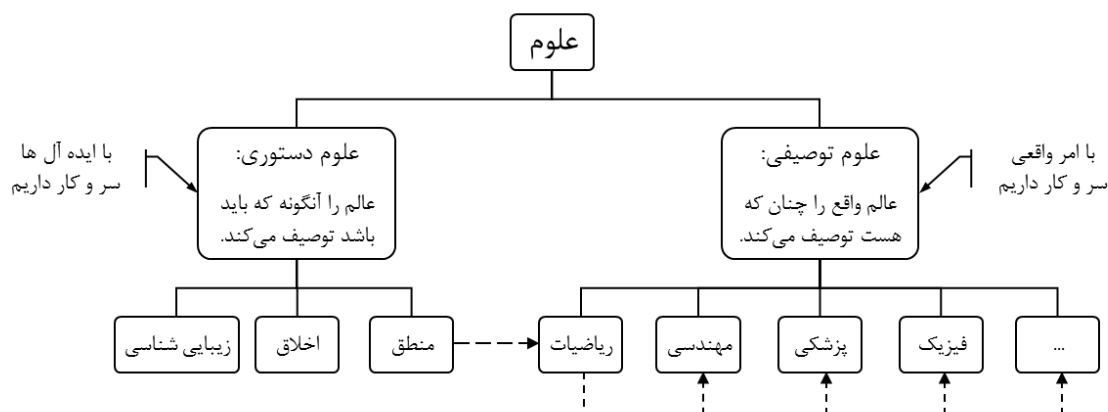 علوم
علوم توصیفی:
عالم واقع را چنان که
هست توصیف می‌کند.
با امر واقعی
سر و کار داریم
علوم دستوری:
عالم را آنگونه که باید
باشد توصیف می‌کند.
با ایده آل ها
سر و کار داریم
...
فیزیک
پزشکی
مهندسی
ریاضیات
منطق
اخلاق
زیبایی شناسی